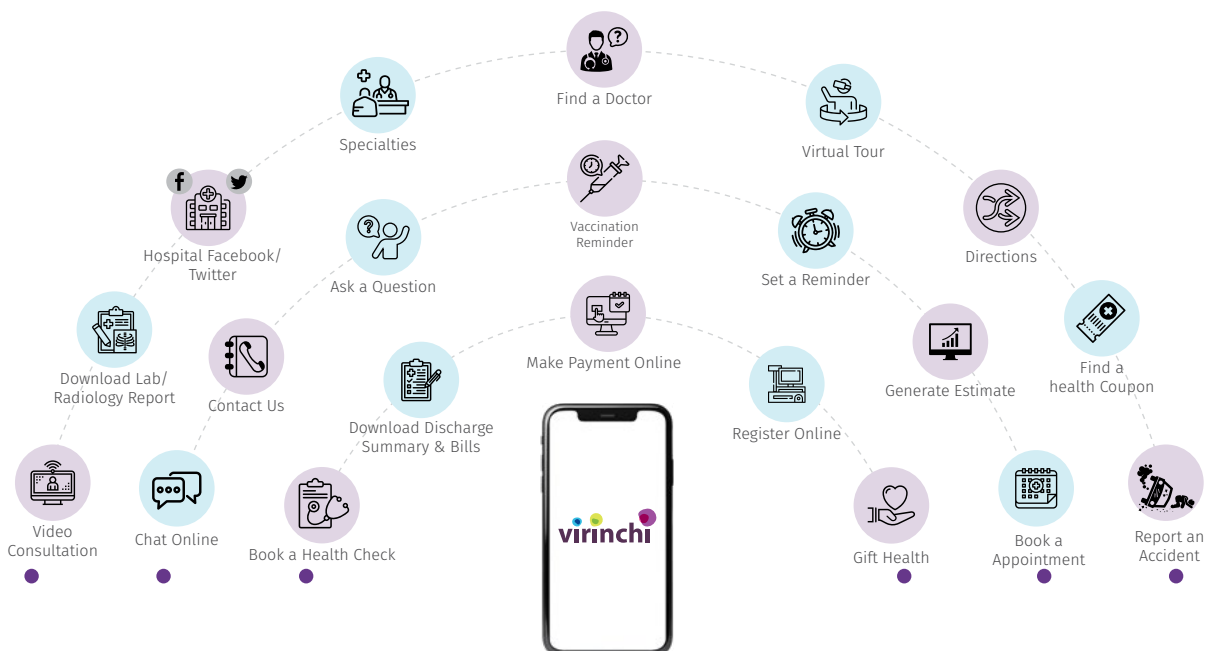 Find a Doctor
Specialties
Virtual Tour
Hospital Facebook/
Twitter
Vaccination
Reminder
Directions
Ask a Question
Set a Reminder
Download Lab/
Radiology Report
Contact Us
Make Payment Online
Generate Estimate
Find a
health Coupon
Download Discharge
Summary & Bills
Register Online
Video
Consultation
Chat Online
Book a Health Check
virinchi
Gift Health
Book a
Appointment
Report an
Accident